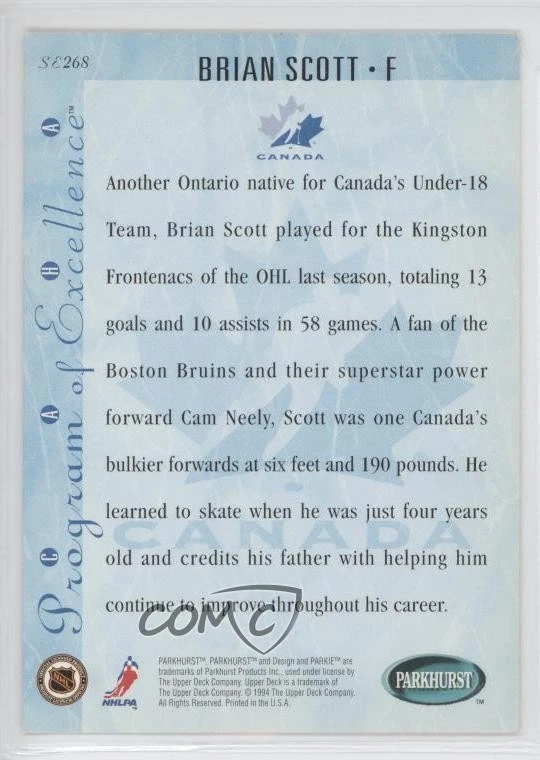 SE268
BRIAN SCOTT • F
CANADA
Another Ontario native for Canada's Under-18
Team, Brian Scott played for the Kingston
Frontenacs of the OHL last season, totaling 13
goals and 10 assists in 58 games. A fan of the
Boston Bruins and their superstar power
forward Cam Neely, Scott was one Canada's
bulkier forwards at six feet and 190 pounds. He
learned to skate when he was just four years
old and credits his father with helping him
continue to improve throughout his career.
CANADA
CAHA
Program of Excellence™
COMC
NHL
NHLPA
PARKHURST™, PARKHURST™ and Design and PARKIE™ are
trademarks of Parkhurst Products Inc., used under license by
The Upper Deck Company. Upper Deck is a trademark of
The Upper Deck Company. © 1994 The Upper Deck Company.
All Rights Reserved. Printed in the U.S.A.
PARKHURST™